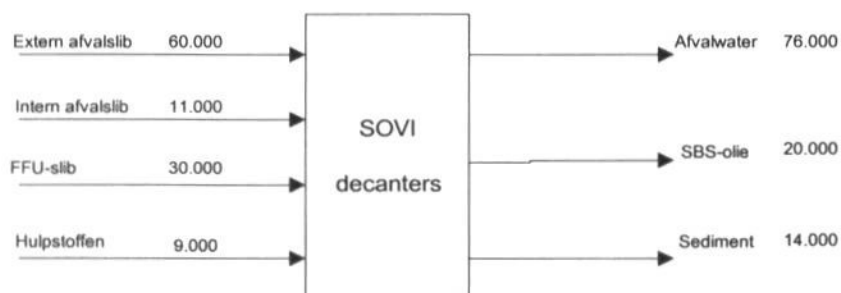 Extern afvalslib 60.000
Intern afvalslib 11.000
FFU-slib 30.000
Hulpstoffen 9.000
SOVI
decanters
Afvalwater 76.000
SBS-olie 20.000
Sediment 14.000